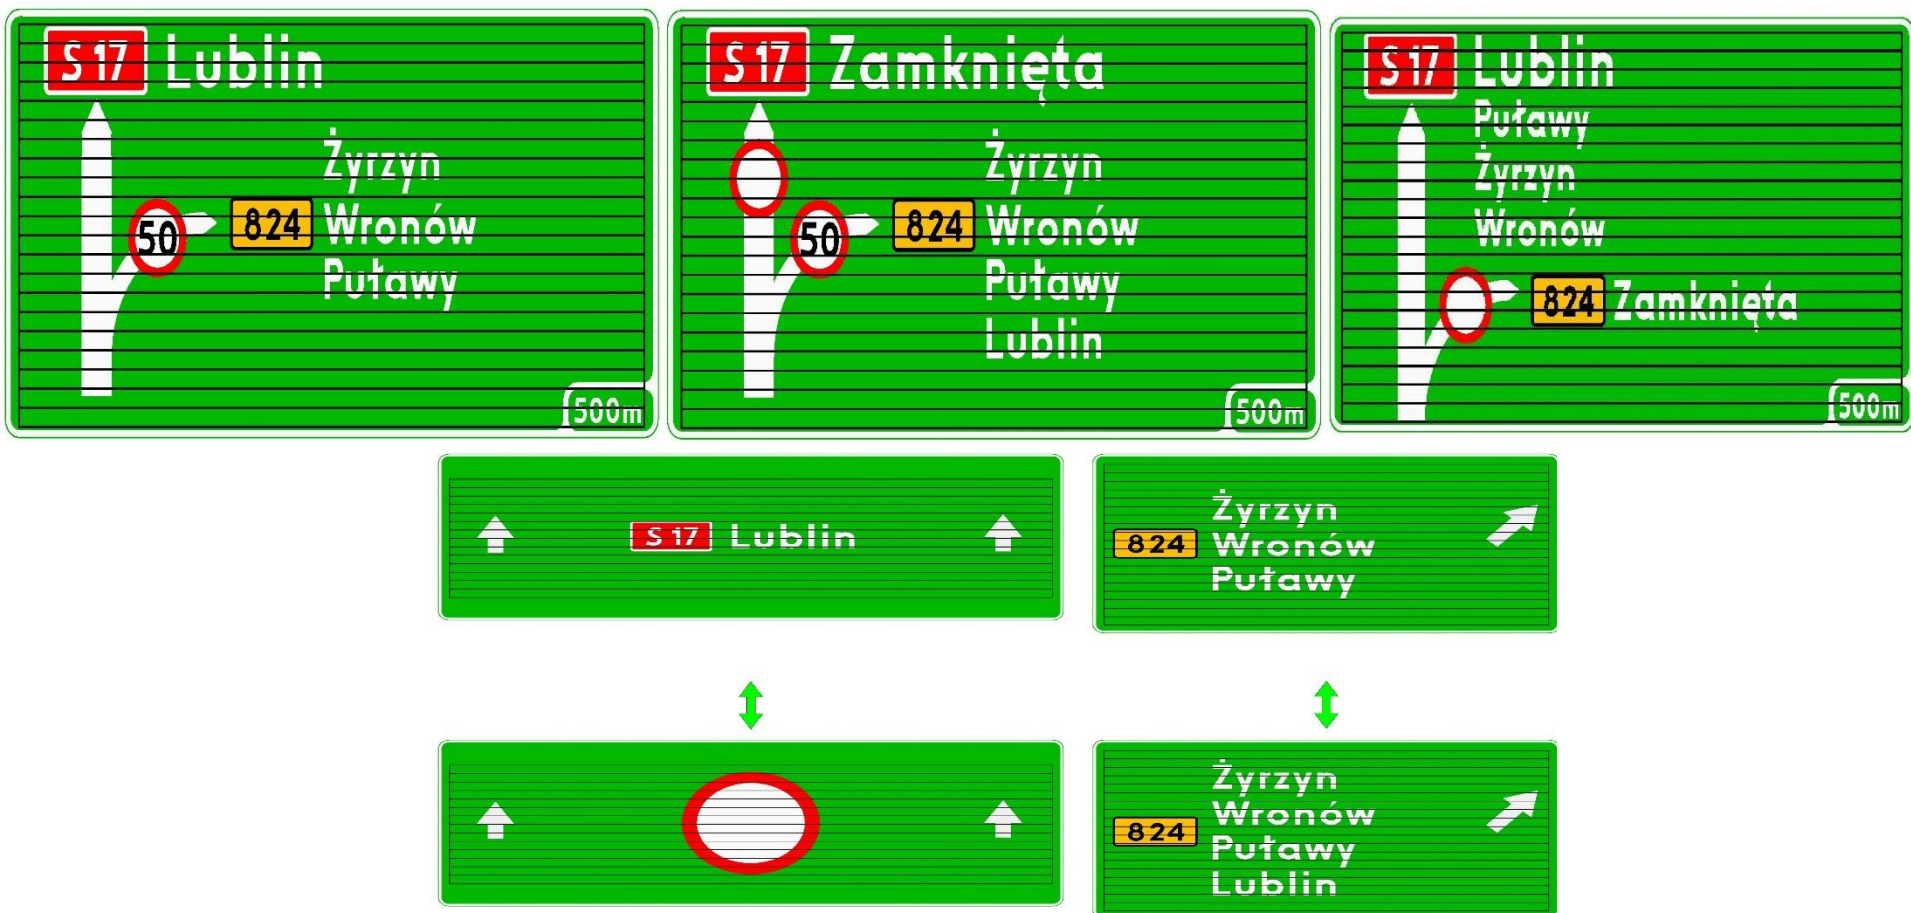 S 17 Lublin
Żyrzyn
50 824 Wronów
Puławy
500m
S 17 Zamknięta
Żyrzyn
50 824 Wronów
Puławy
Lublin
500m
S 17 Lublin
Puławy
Żyrzyn
Wronów
824 Zamknięta
500m
S 17 Lublin
Żyrzyn
824 Wronów
Puławy
Żyrzyn
Wronów
824 Puławy
Lublin